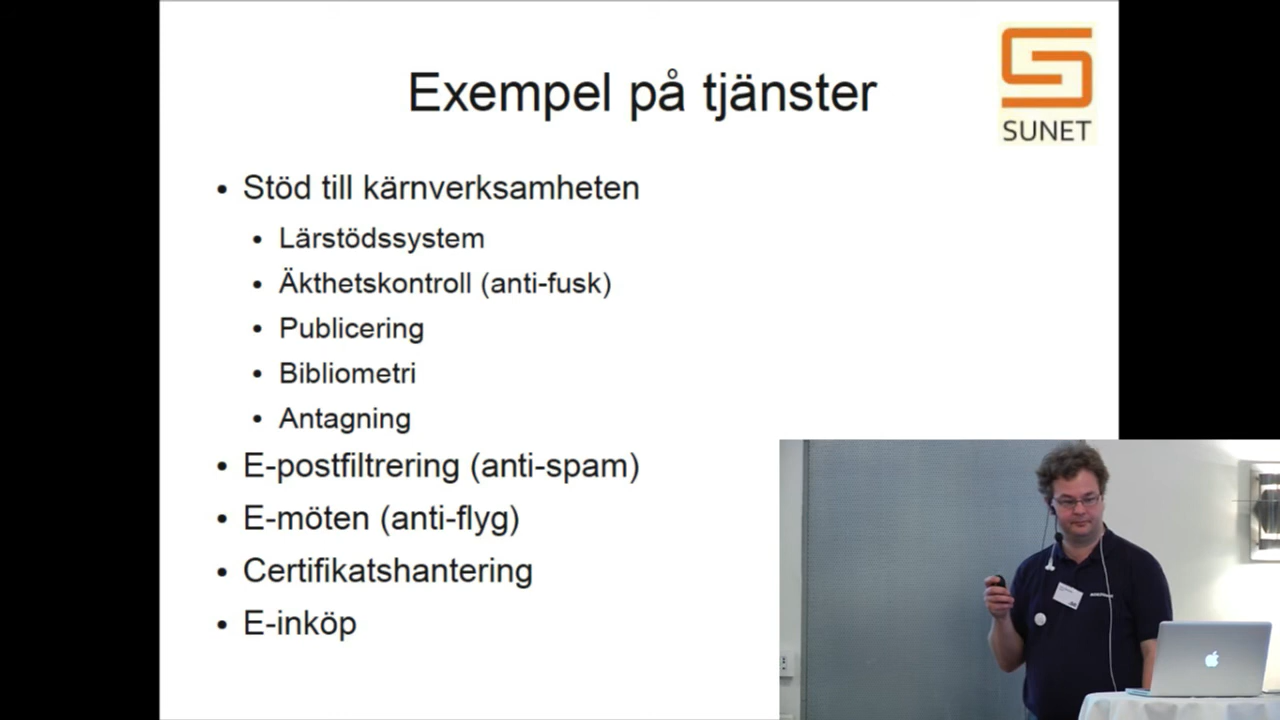 Exempel på tjänster
SUNET
• Stöd till kärnverksamheten
• Lärstödssystem
• Äkthetskontroll (anti-fusk)
• Publicering
• Bibliometri
• Antagning
• E-postfiltrering (anti-spam)
• E-möten (anti-flyg)
• Certifikatshantering
• E-inköp